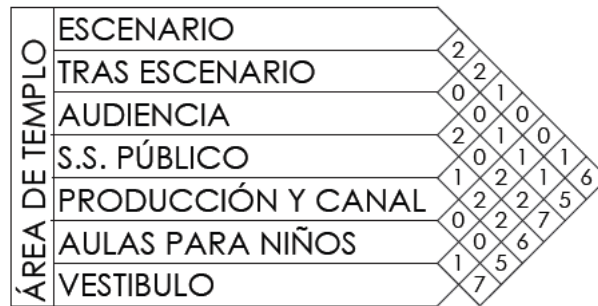 ÁREA DE TEMPLO
ESCENARIO
2
TRAS ESCENARIO 2
0 1
AUDIENCIA 0 0
2 1 0
S.S. PÚBLICO 0 1 1
1 2 1 6
PRODUCCIÓN Y CANAL 2 2 5
0 2 7
AULAS PARA NIÑOS 0 6
1 5
VESTIBULO 7